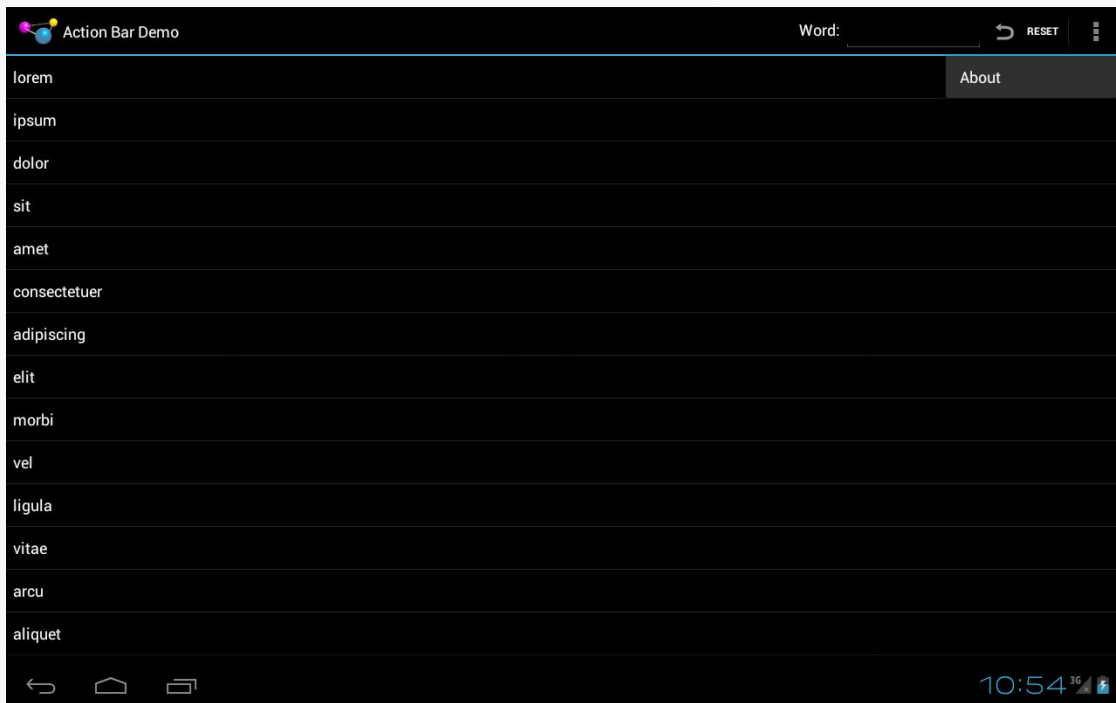 Action Bar Demo Word: RESET
lorem About
ipsum
dolor
sit
amet
consectetuer
adipiscing
elit
morbi
vel
ligula
vitae
arcu
aliquet
10:54 3G